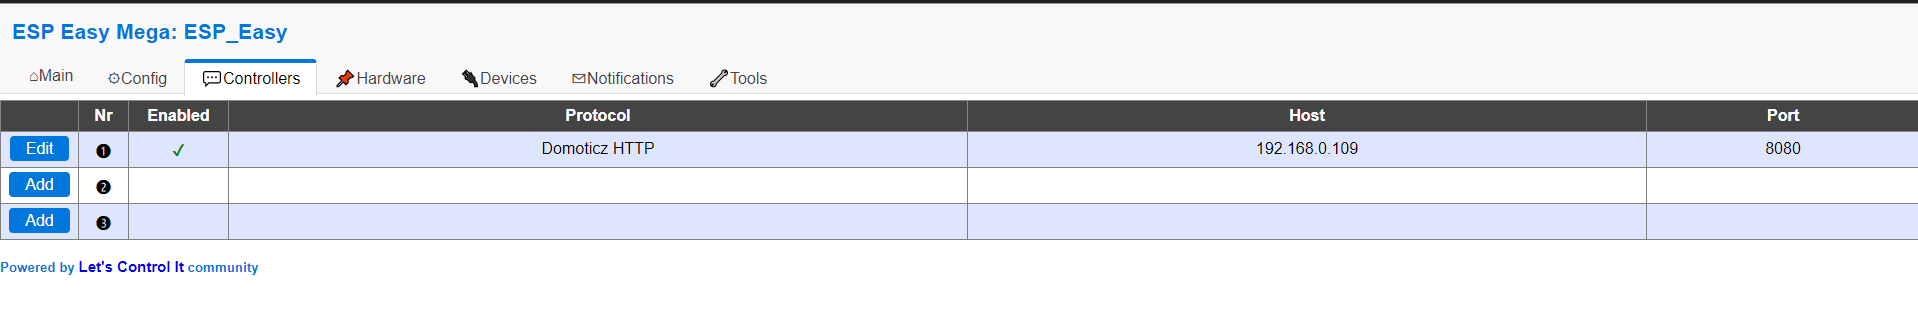 ESP Easy Mega: ESP_Easy
⌂Main ⚙Config 💬Controllers 📌Hardware 🔌Devices ✉Notifications 🔧Tools
Nr Enabled Protocol Host Port
Edit ❶ ✓ Domoticz HTTP 192.168.0.109 8080
Add ❷
Add ❸
Powered by Let's Control It community